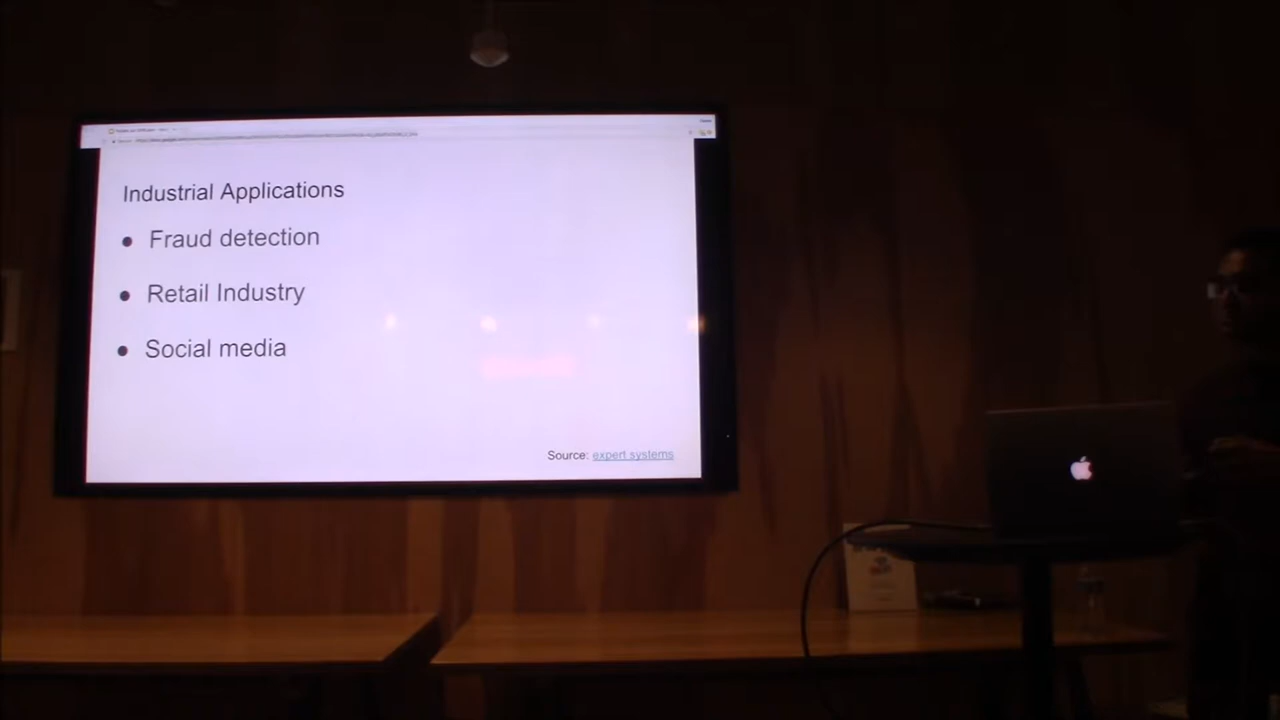 Industrial Applications
● Fraud detection
● Retail Industry
● Social media
Source: expert systems